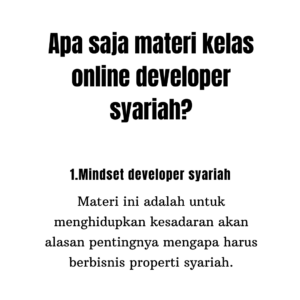 Apa saja materi kelas
online developer
syariah?
1.Mindset developer syariah
Materi ini adalah untuk
menghidupkan kesadaran akan
alasan pentingnya mengapa harus
berbisnis properti syariah.